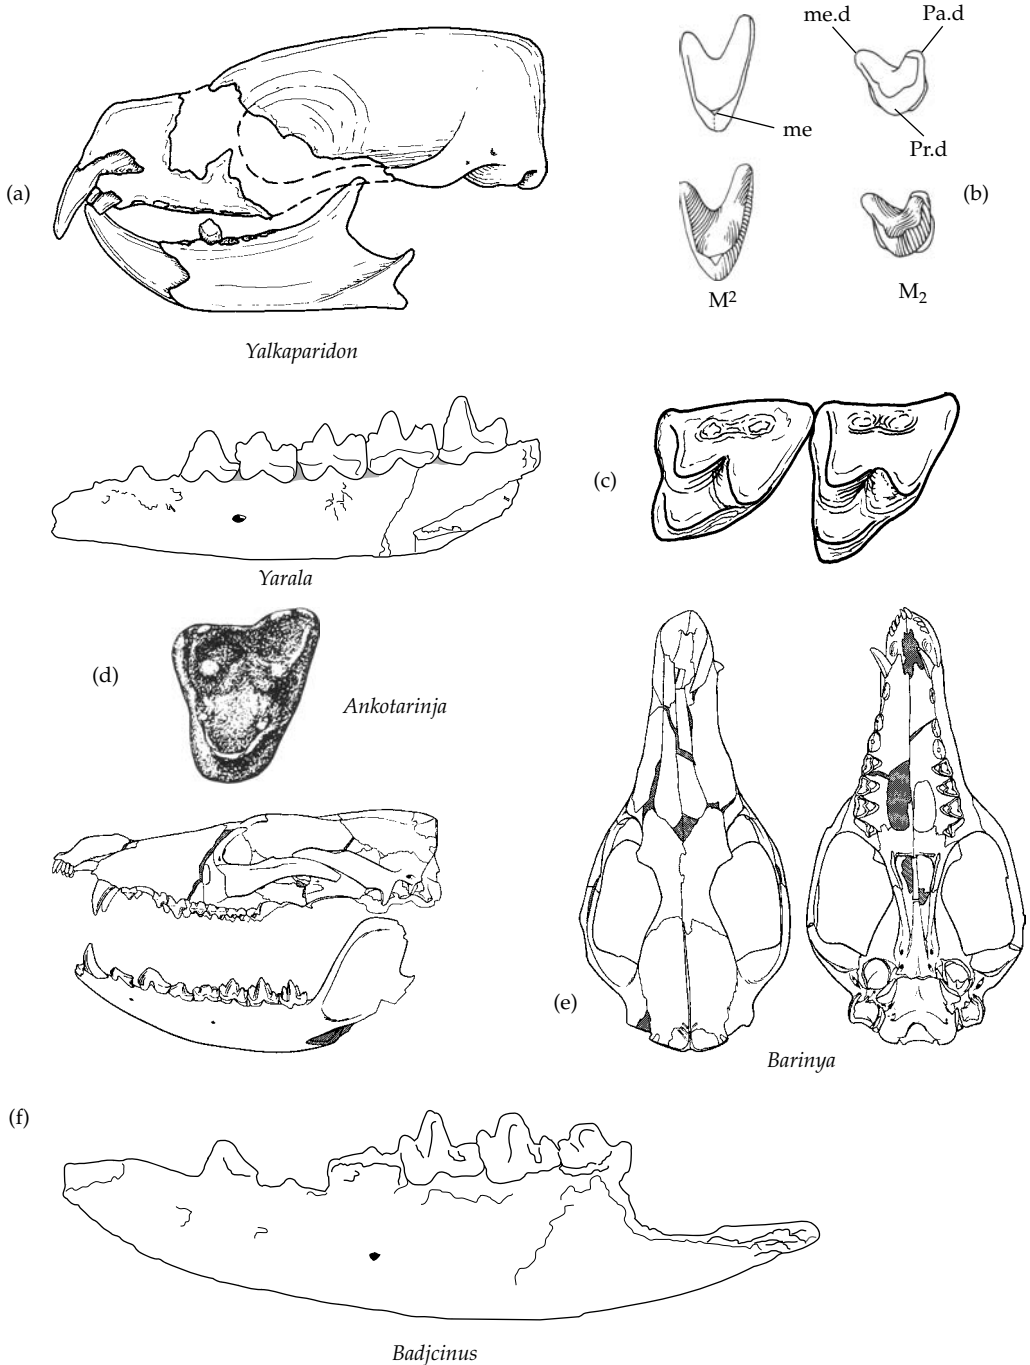 me.d
Pa.d
me
Pr.d
(a)
(b)
M²
M₂
Yalkaparidon
(c)
Yarala
(d)
Ankotarinja
(e)
Barinya
(f)
Badjcinus